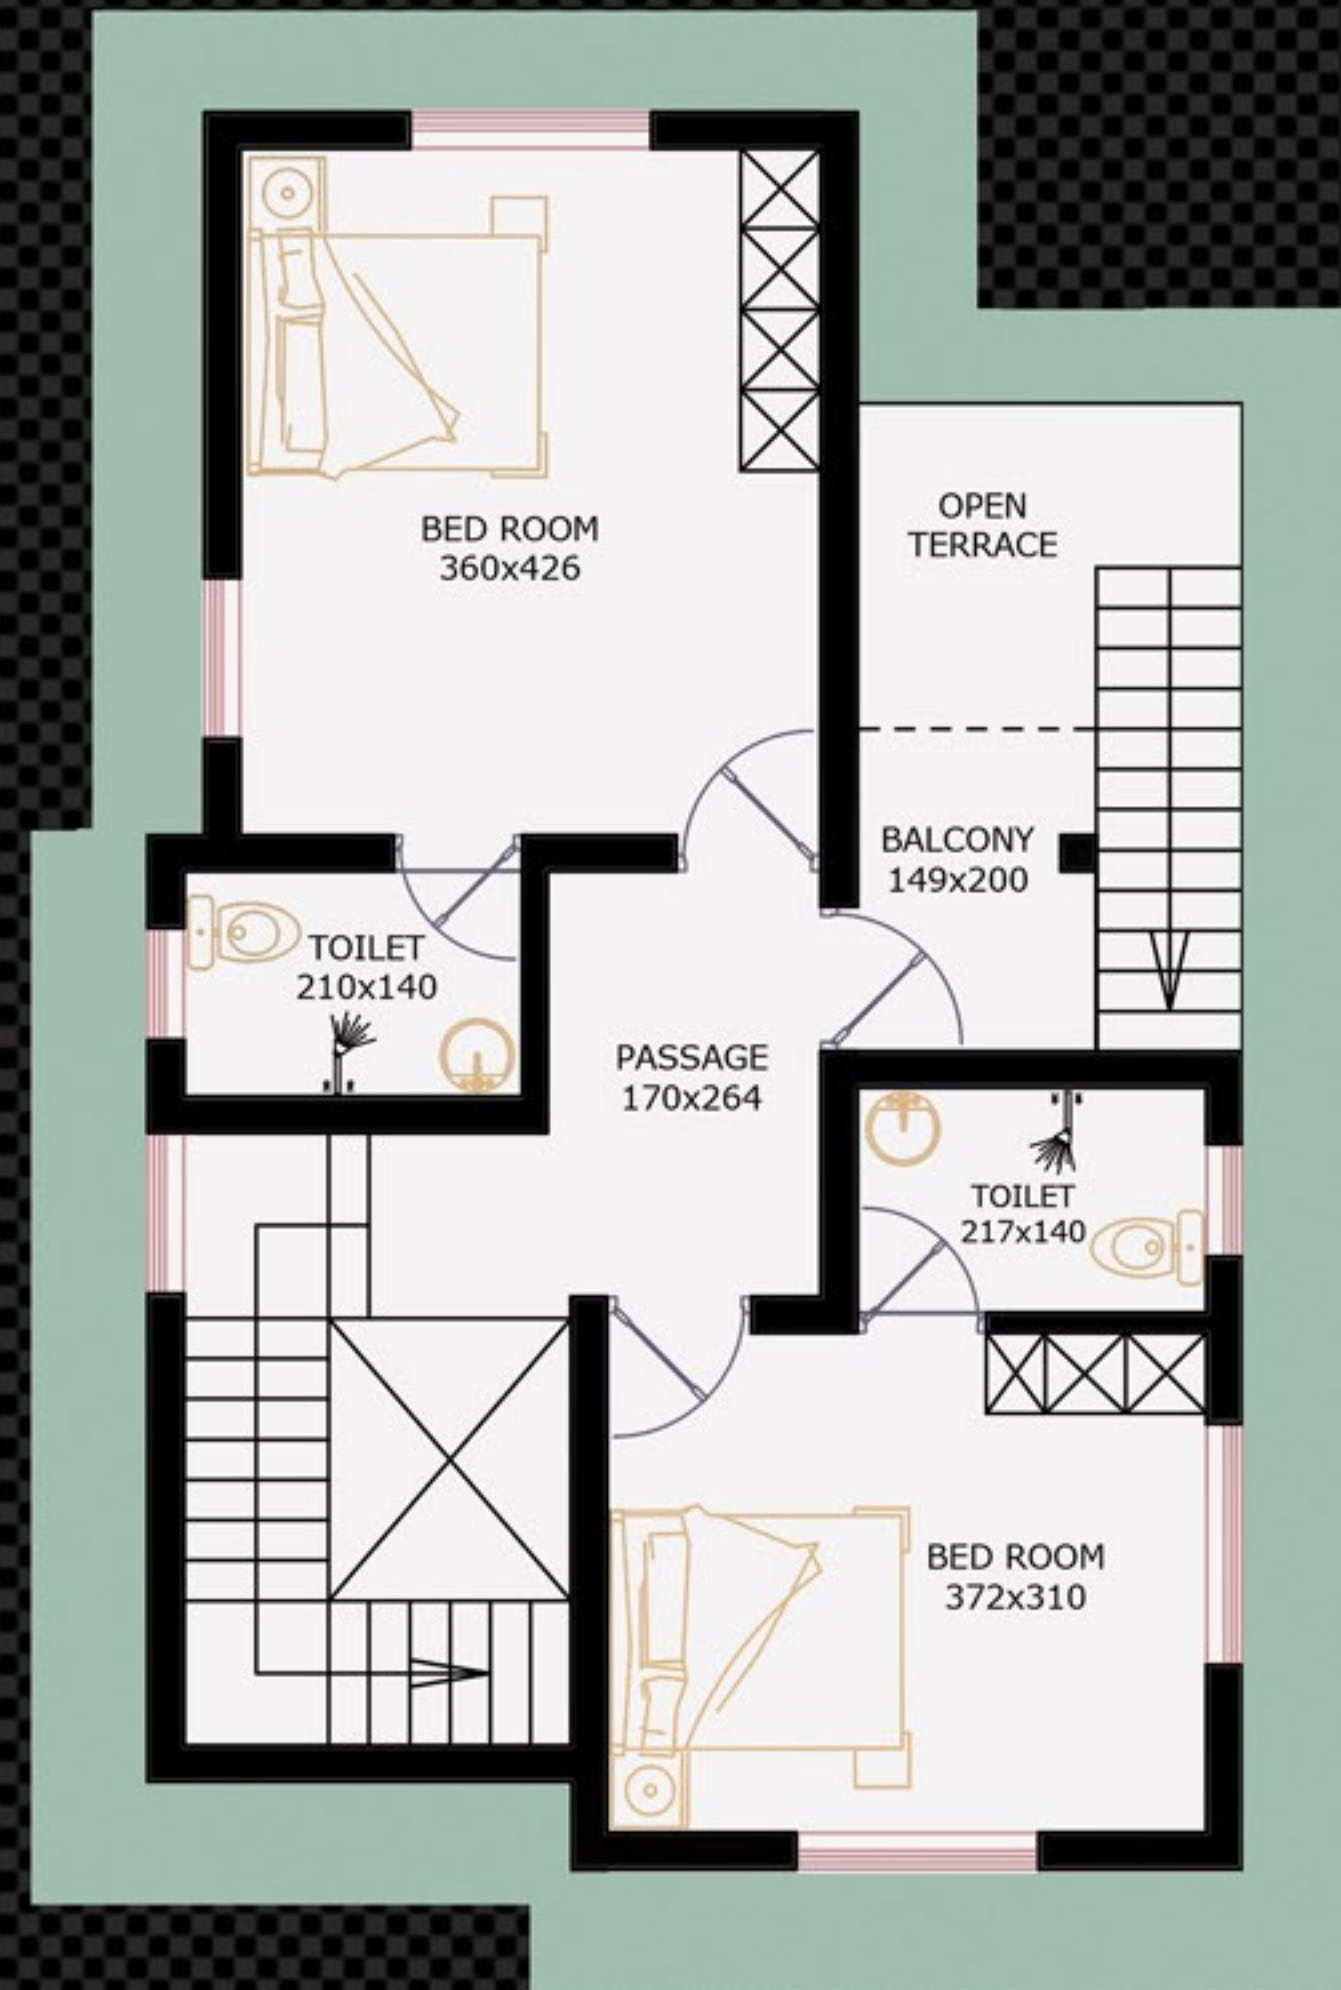 BED ROOM
360x426
OPEN
TERRACE
BALCONY
149x200
TOILET
210x140
PASSAGE
170x264
TOILET
217x140
BED ROOM
372x310